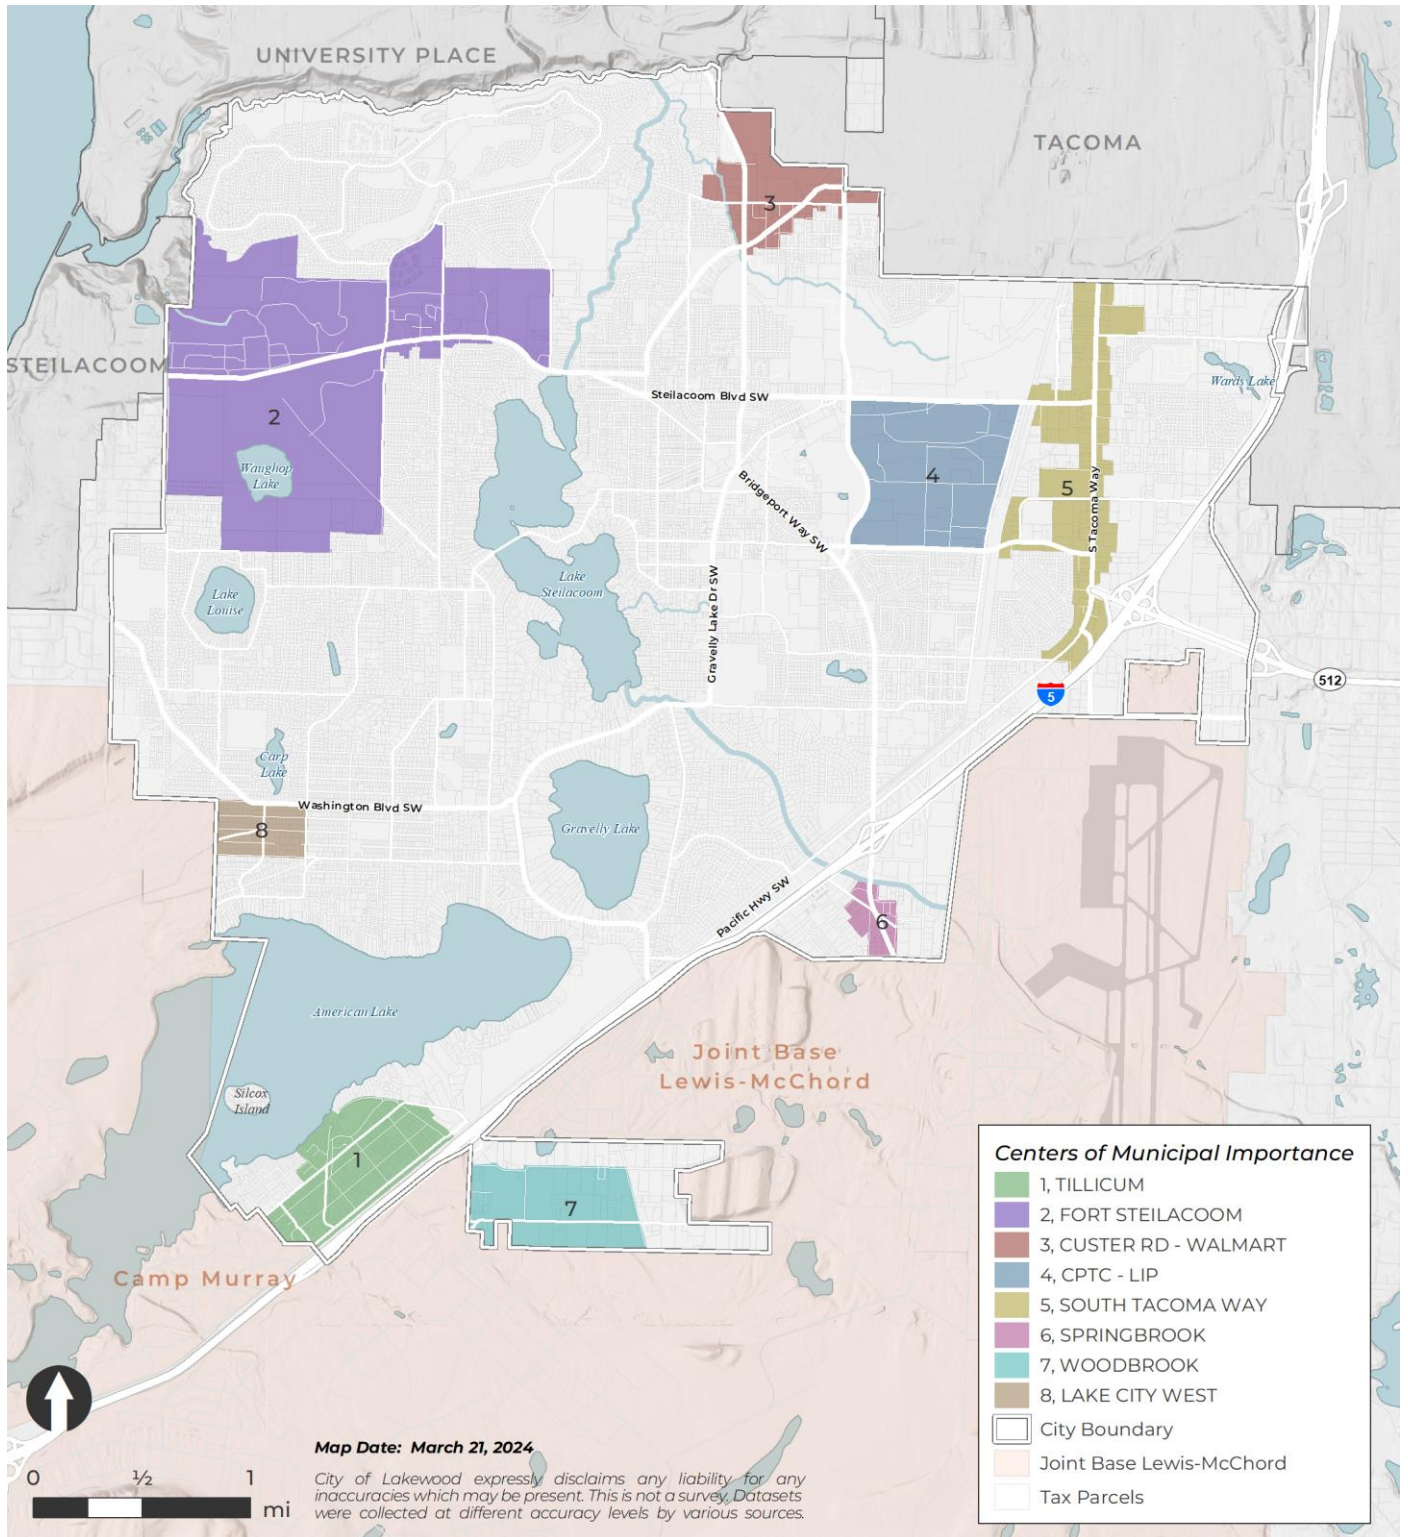 UNIVERSITY PLACE
TACOMA
3
STEILACOOM
Wards Lake
Steilacoom Blvd SW
2
Waughop
Lake
4
Bridgeport Way SW
5
S Tacoma Way
Lake
Steilacoom
Lake
Louise
Gravelly Lake Dr SW
512
5
Carp
Lake
Washington Blvd SW
8
Gravelly Lake
Pacific Hwy SW
6
American Lake
Joint Base
Lewis-McChord
Silcox
Island
1
7
Camp Murray
Centers of Municipal Importance
1, TILLICUM
2, FORT STEILACOOM
3, CUSTER RD - WALMART
4, CPTC - LIP
5, SOUTH TACOMA WAY
6, SPRINGBROOK
7, WOODBROOK
8, LAKE CITY WEST
City Boundary
Joint Base Lewis-McChord
Tax Parcels
0 ½ 1
mi
Map Date: March 21, 2024
City of Lakewood expressly disclaims any liability for any
inaccuracies which may be present. This is not a survey. Datasets
were collected at different accuracy levels by various sources.